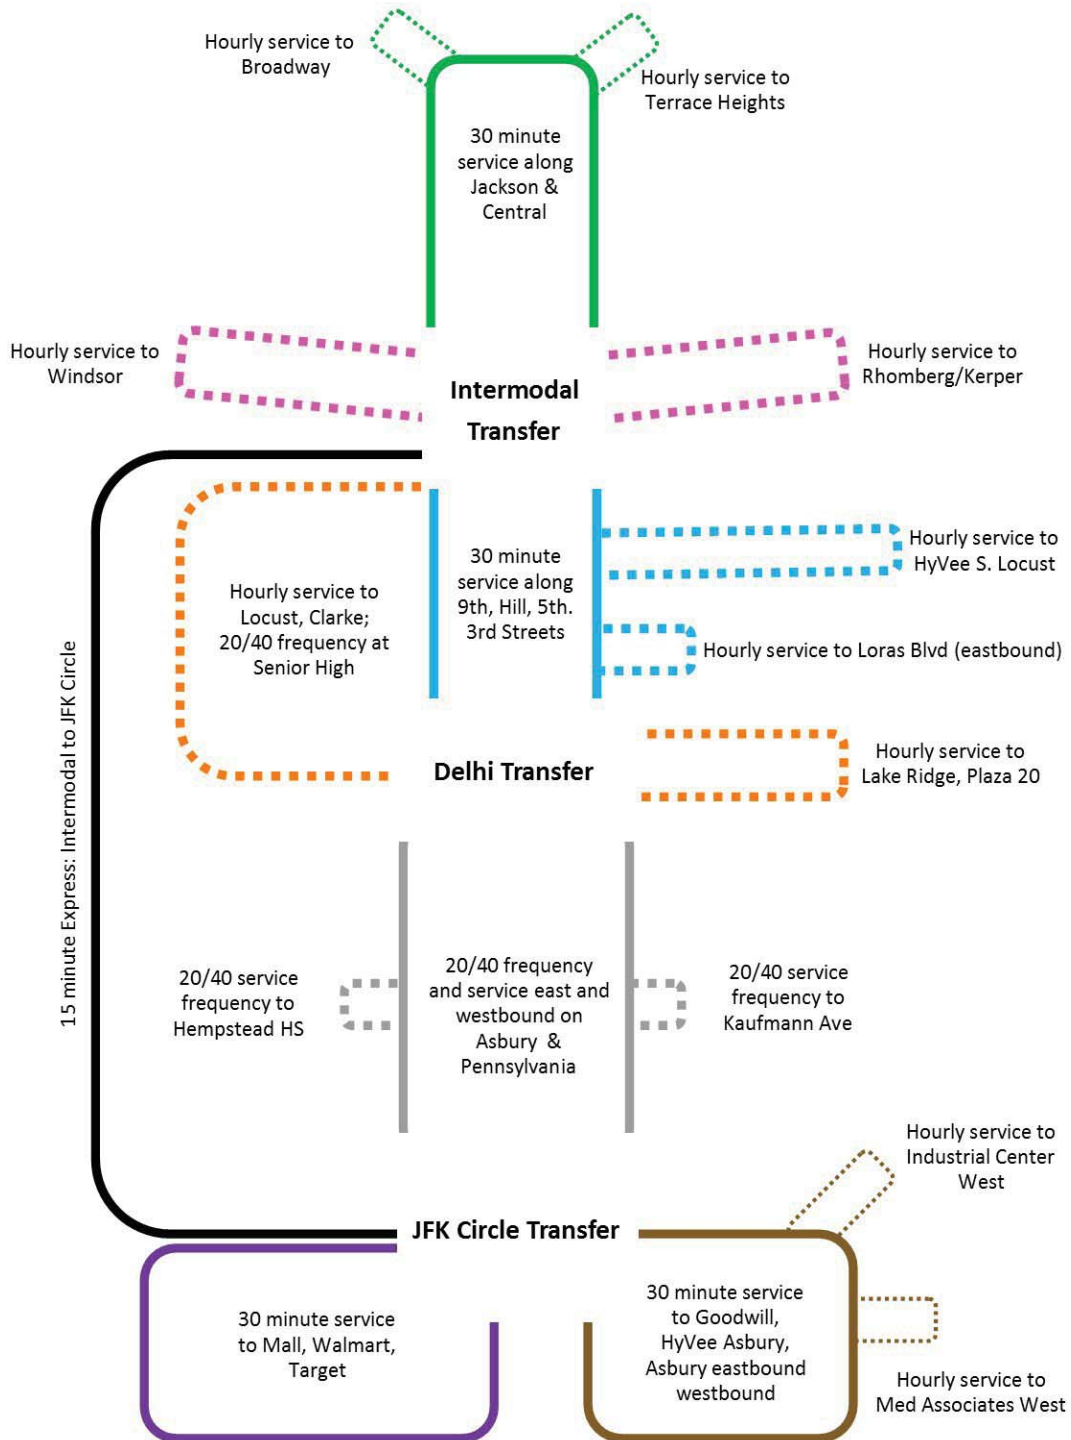 Hourly service to
Broadway
Hourly service to
Terrace Heights
30 minute
service along
Jackson &
Central
Hourly service to
Windsor
Hourly service to
Rhomberg/Kerper
Intermodal
Transfer
15 minute Express: Intermodal to JFK Circle
Hourly service to
Locust, Clarke;
20/40 frequency at
Senior High
30 minute
service along
9th, Hill, 5th.
3rd Streets
Hourly service to
HyVee S. Locust
Hourly service to Loras Blvd (eastbound)
Delhi Transfer
Hourly service to
Lake Ridge, Plaza 20
20/40 service
frequency to
Hempstead HS
20/40 frequency
and service east and
westbound on
Asbury &
Pennsylvania
20/40 service
frequency to
Kaufmann Ave
Hourly service to
Industrial Center
West
JFK Circle Transfer
30 minute service
to Mall, Walmart,
Target
30 minute service
to Goodwill,
HyVee Asbury,
Asbury eastbound
westbound
Hourly service to
Med Associates West